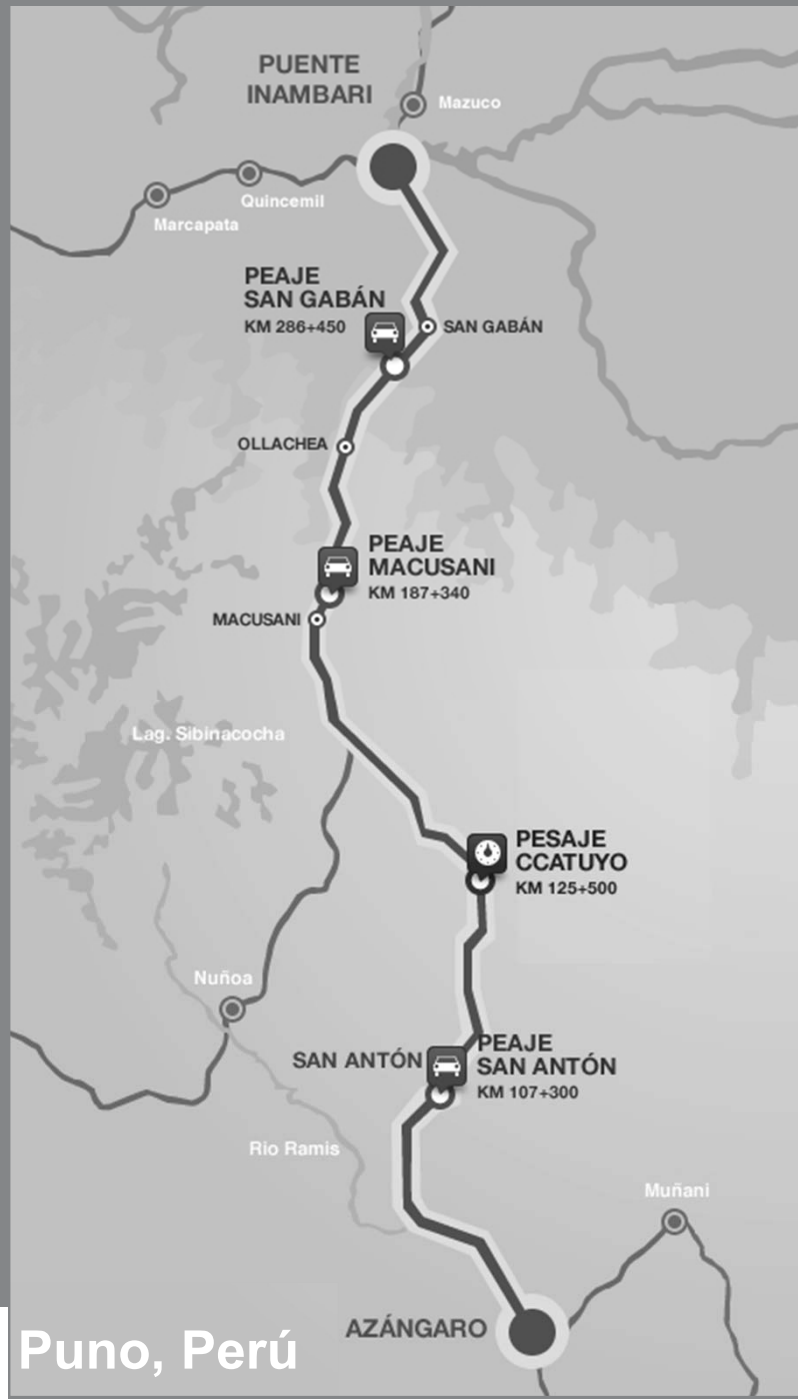 PUENTE
INAMBARI
Mazuco
Quincemil
Marcapata
PEAJE
SAN GABÁN
KM 286+450
SAN GABÁN
OLLACHEA
PEAJE
MACUSANI
KM 187+340
MACUSANI
Lag. Sibinacocha
PESAJE
CCATUYO
KM 125+500
Nuñoa
SAN ANTÓN
PEAJE
SAN ANTÓN
KM 107+300
Rio Ramis
Muñani
AZÁNGARO
Puno, Perú